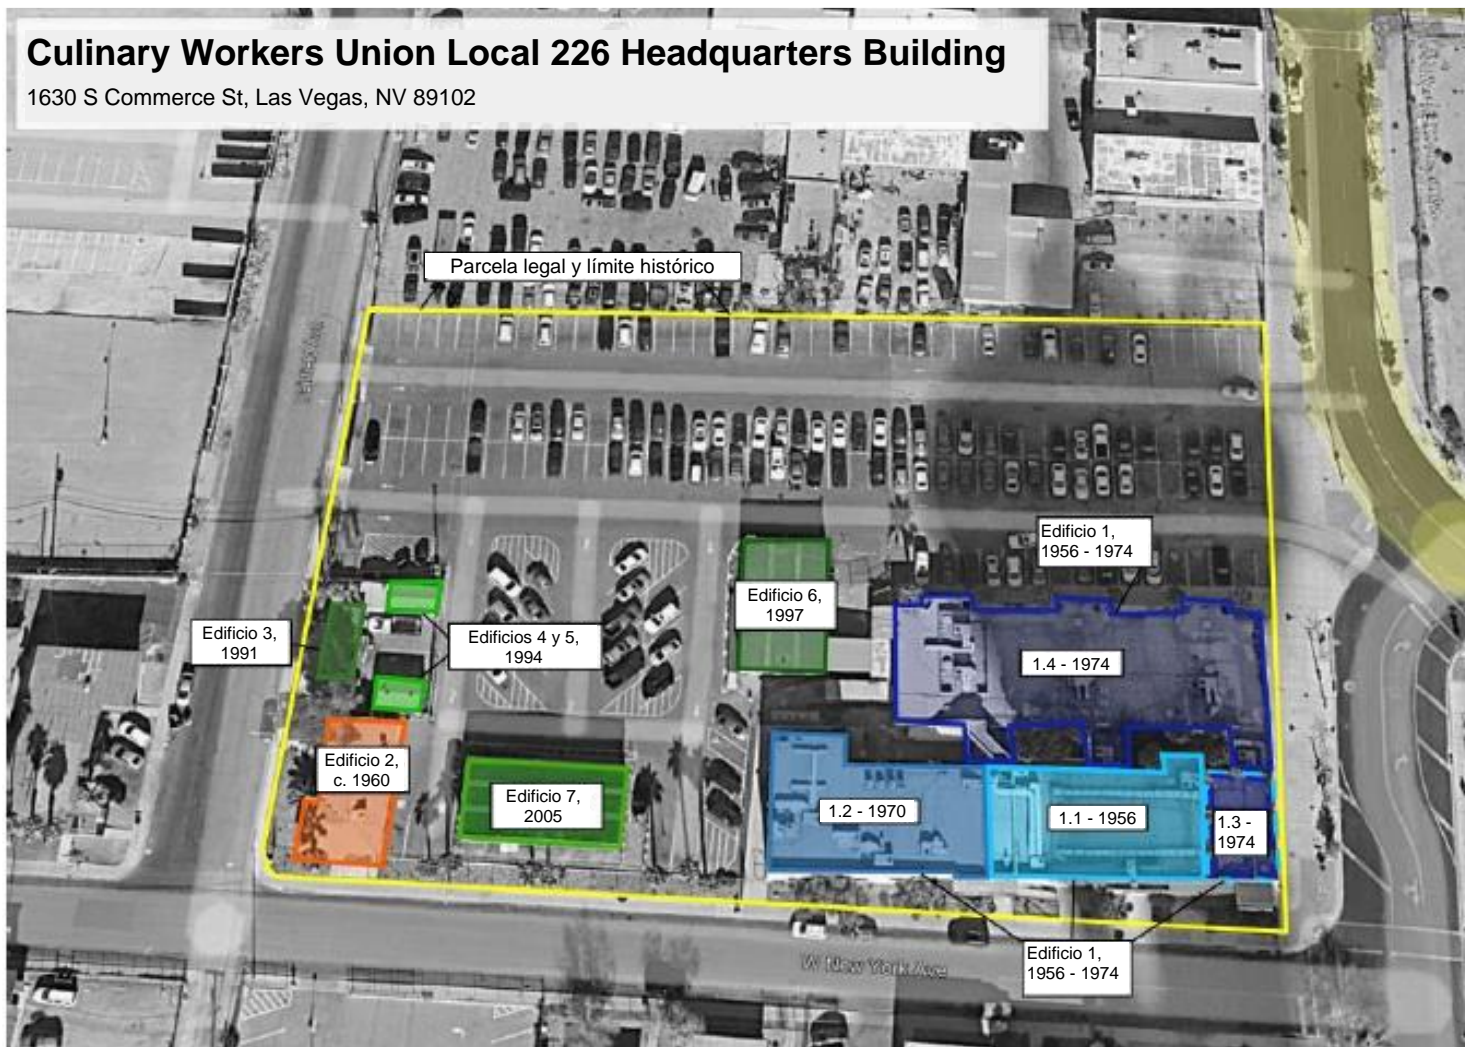 Culinary Workers Union Local 226 Headquarters Building
1630 S Commerce St, Las Vegas, NV 89102
Parcela legal y límite histórico
Edificio 1,
1956 - 1974
Edificio 6,
1997
Edificio 3,
1991
Edificios 4 y 5,
1994
1.4 - 1974
Edificio 2,
c. 1960
Edificio 7,
2005
1.2 - 1970
1.1 - 1956
1.3 -
1974
Edificio 1,
1956 - 1974
W New York Ave